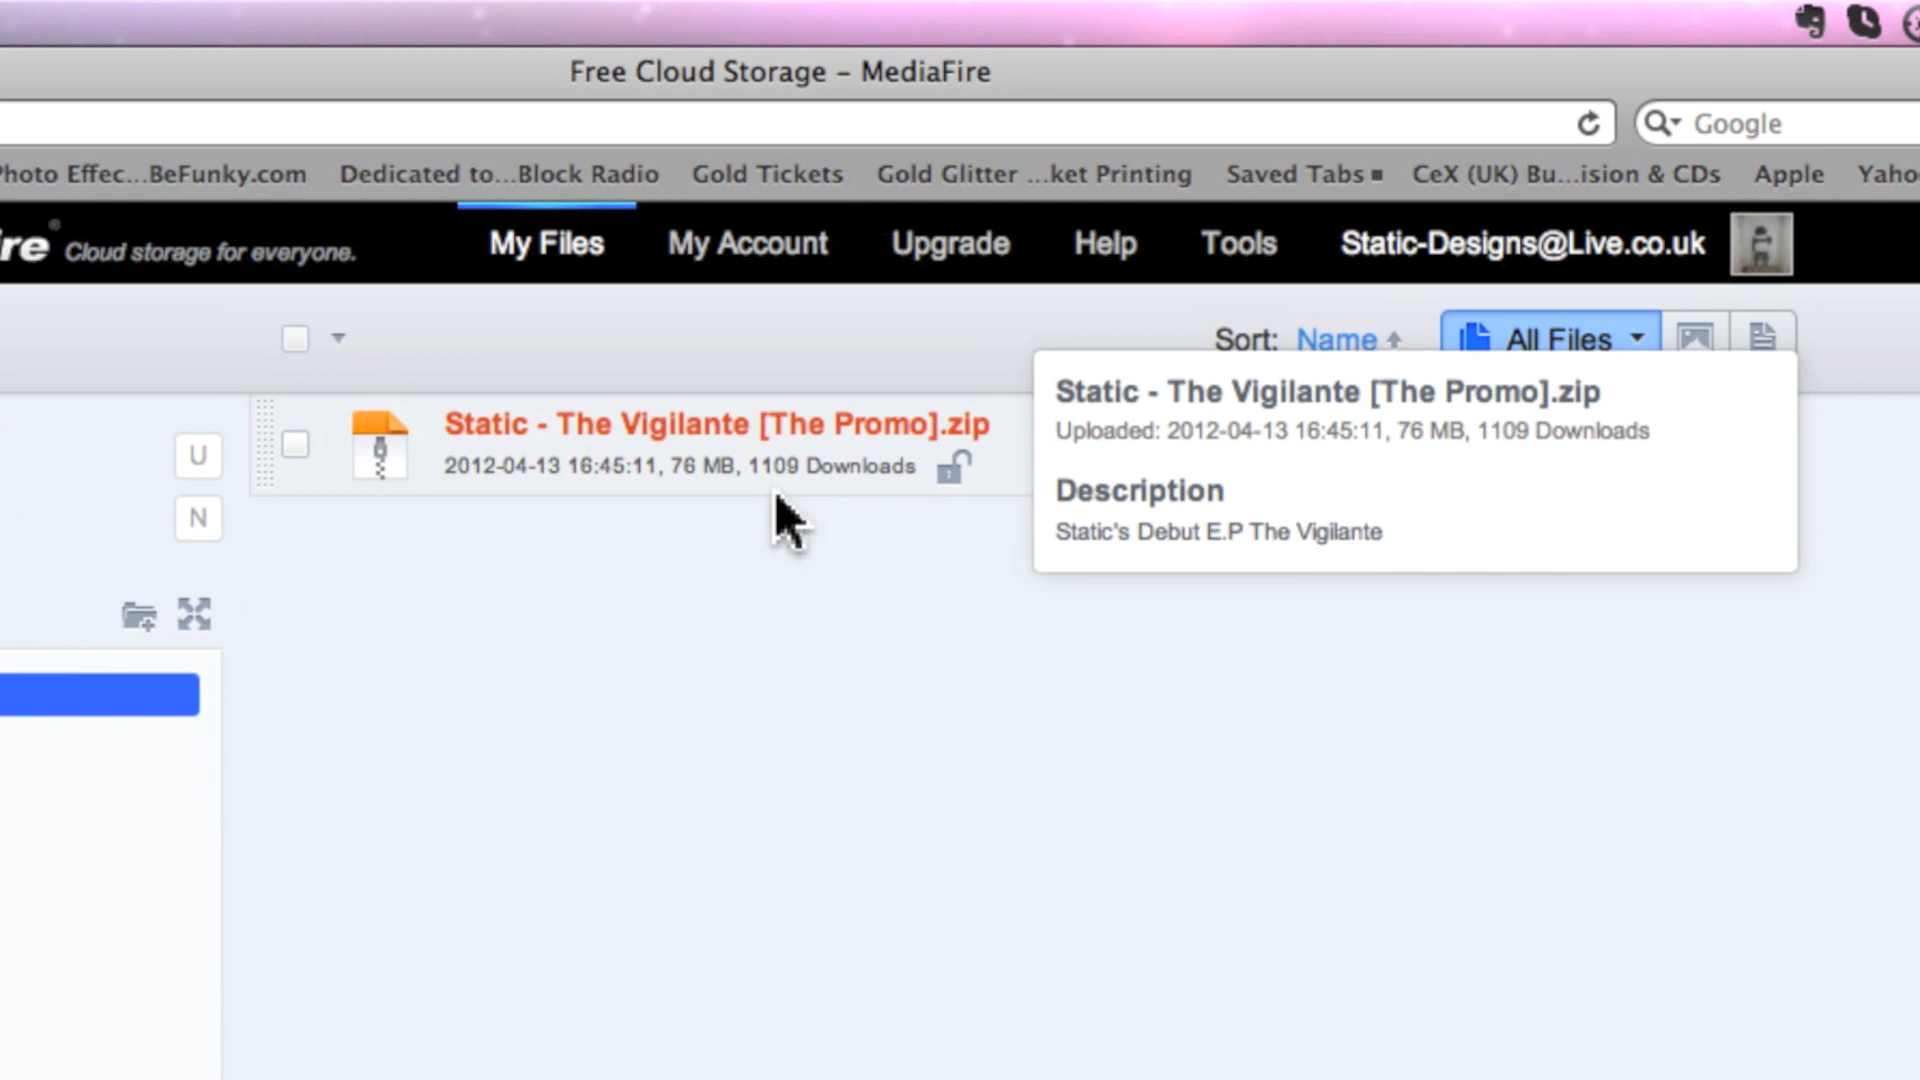 Free Cloud Storage – MediaFire
Google
Photo Effec...BeFunky.com Dedicated to...Block Radio Gold Tickets Gold Glitter ...ket Printing Saved Tabs CeX (UK) Bu...ision & CDs Apple Yaho
re Cloud storage for everyone. My Files My Account Upgrade Help Tools Static-Designs@Live.co.uk
Sort: Name All Files
Static - The Vigilante [The Promo].zip
2012-04-13 16:45:11, 76 MB, 1109 Downloads
Static - The Vigilante [The Promo].zip
Uploaded: 2012-04-13 16:45:11, 76 MB, 1109 Downloads
Description
Static's Debut E.P The Vigilante
U
N